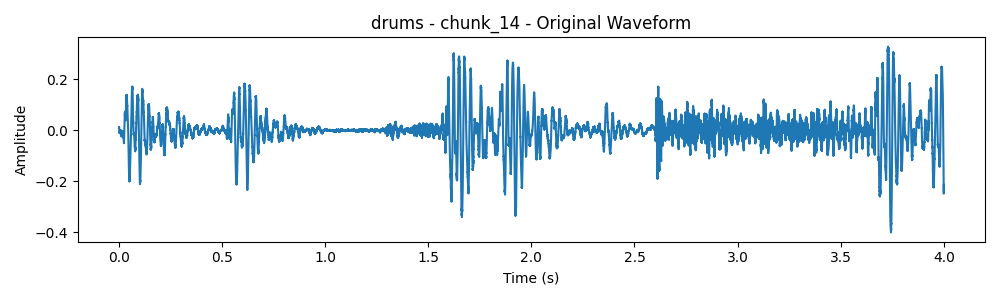 drums - chunk_14 - Original Waveform
Amplitude
0.2
0.0
−0.2
−0.4
0.0 0.5 1.0 1.5 2.0 2.5 3.0 3.5 4.0
Time (s)